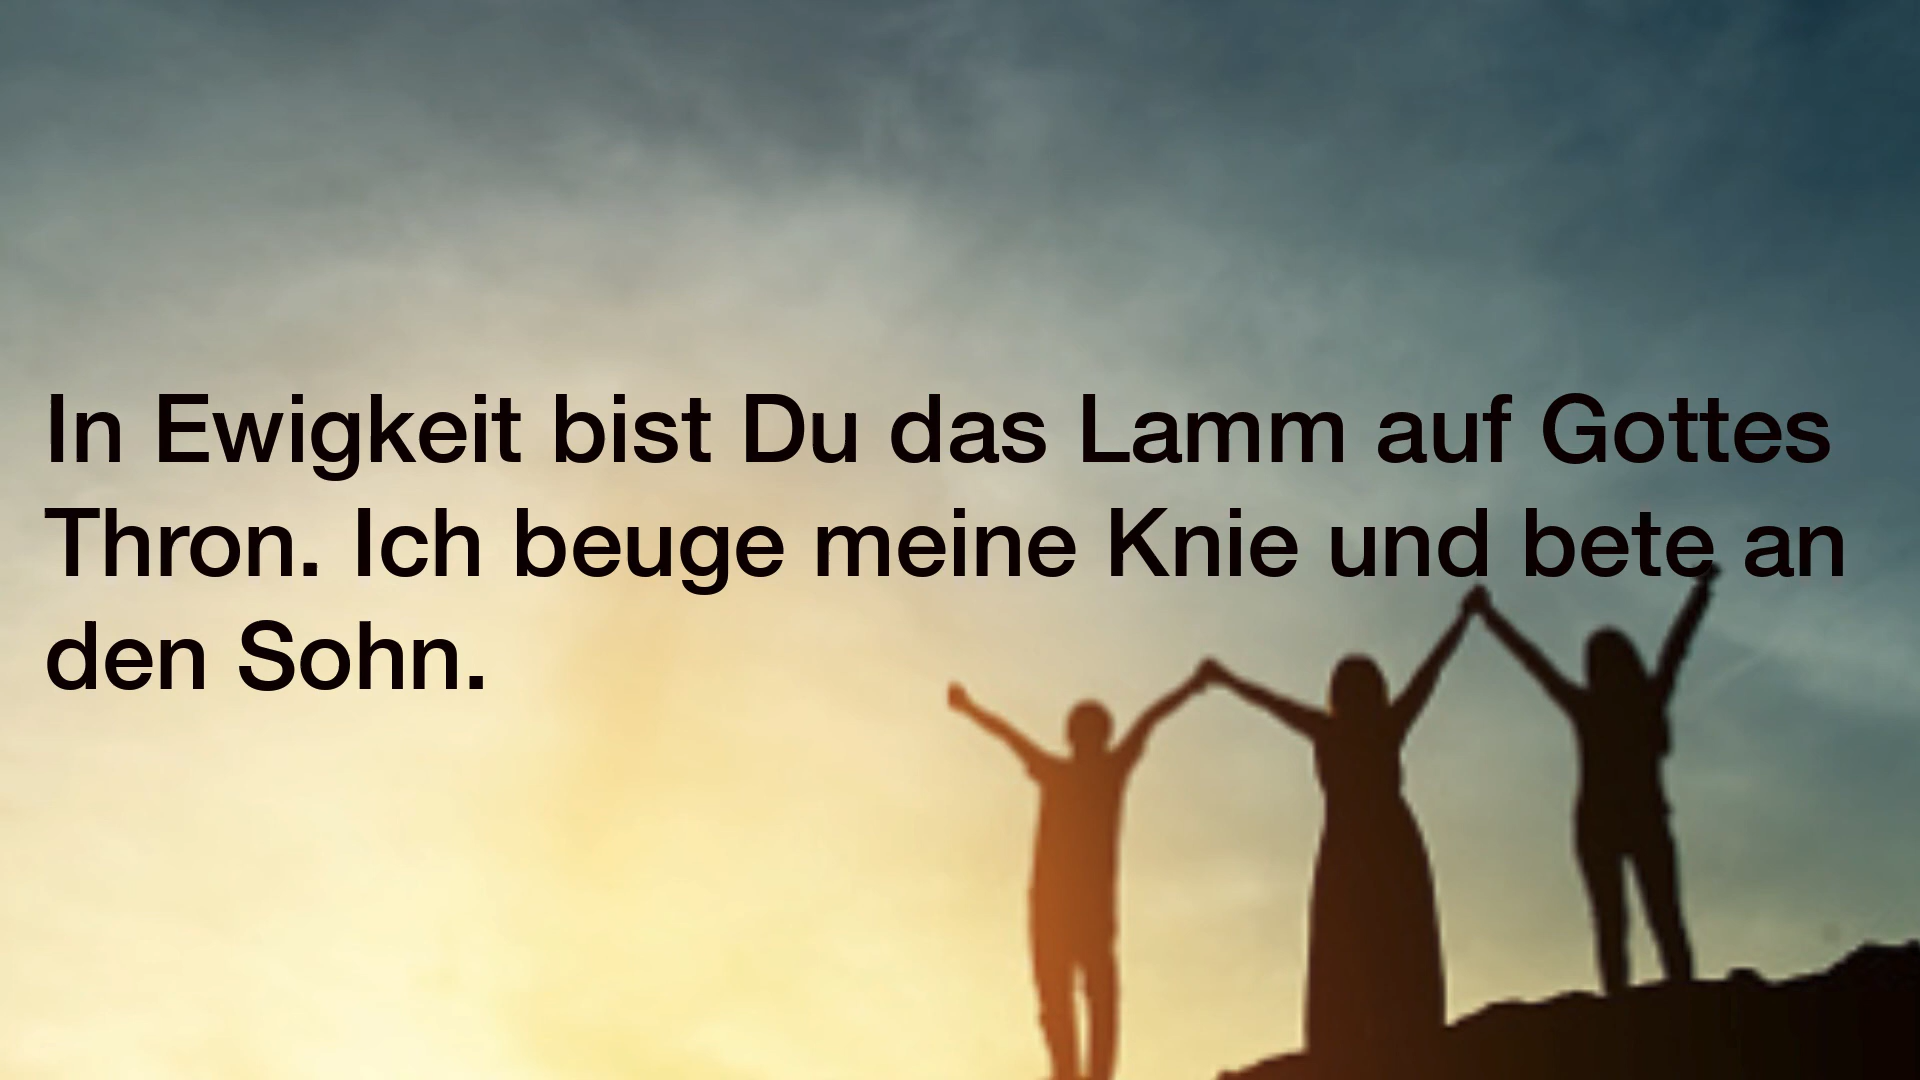 In Ewigkeit bist Du das Lamm auf Gottes
Thron. Ich beuge meine Knie und bete an
den Sohn.